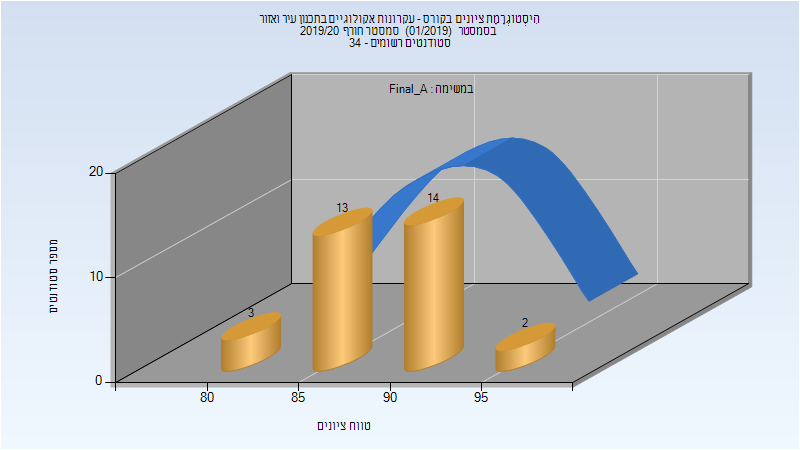 היסטוגרמת ציונים בקורס - עקרונות אקולוגיים בתכנון עיר ואזור
בסמסטר (01/2019) סמסטר חורף 2019/20
סטודנטים רשומים - 34
במשימה : Final_A
20
10
0
13
14
3
2
80
85
90
95
מספר סטודנטים
טווח ציונים